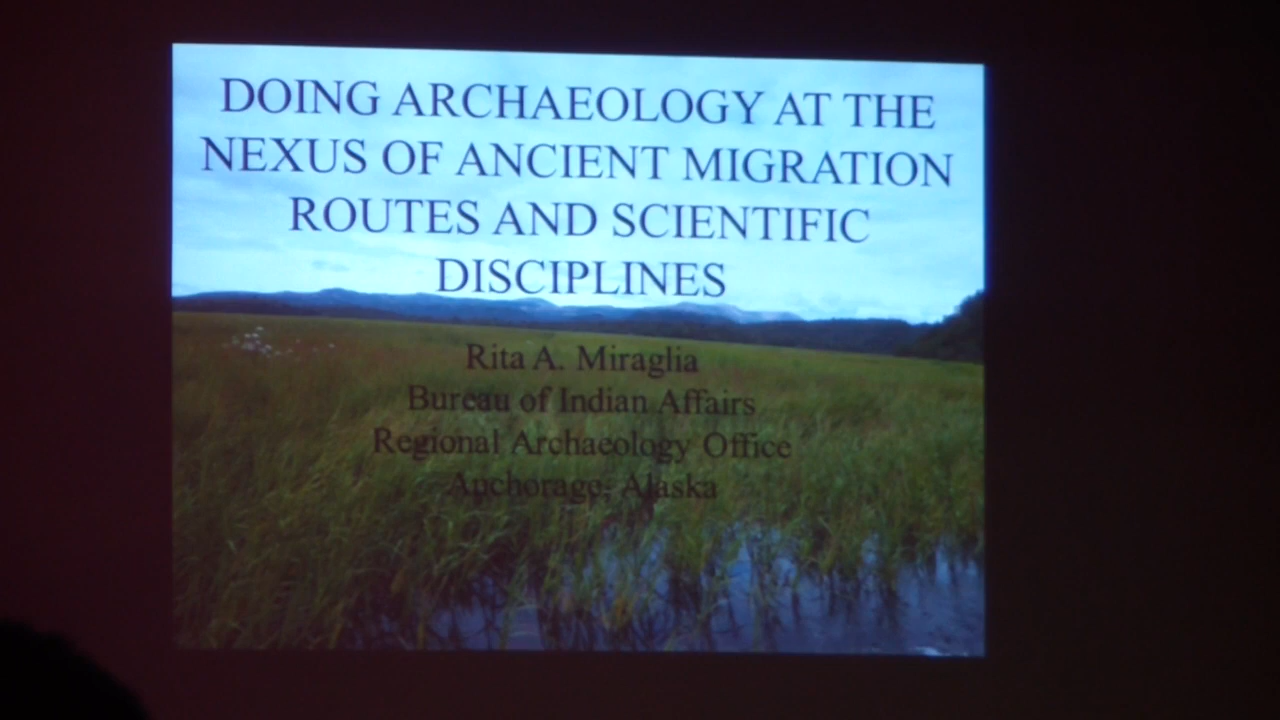 DOING ARCHAEOLOGY AT THE
NEXUS OF ANCIENT MIGRATION
ROUTES AND SCIENTIFIC
DISCIPLINES
Rita A. Miraglia
Bureau of Indian Affairs
Regional Archaeology Office
Anchorage, Alaska